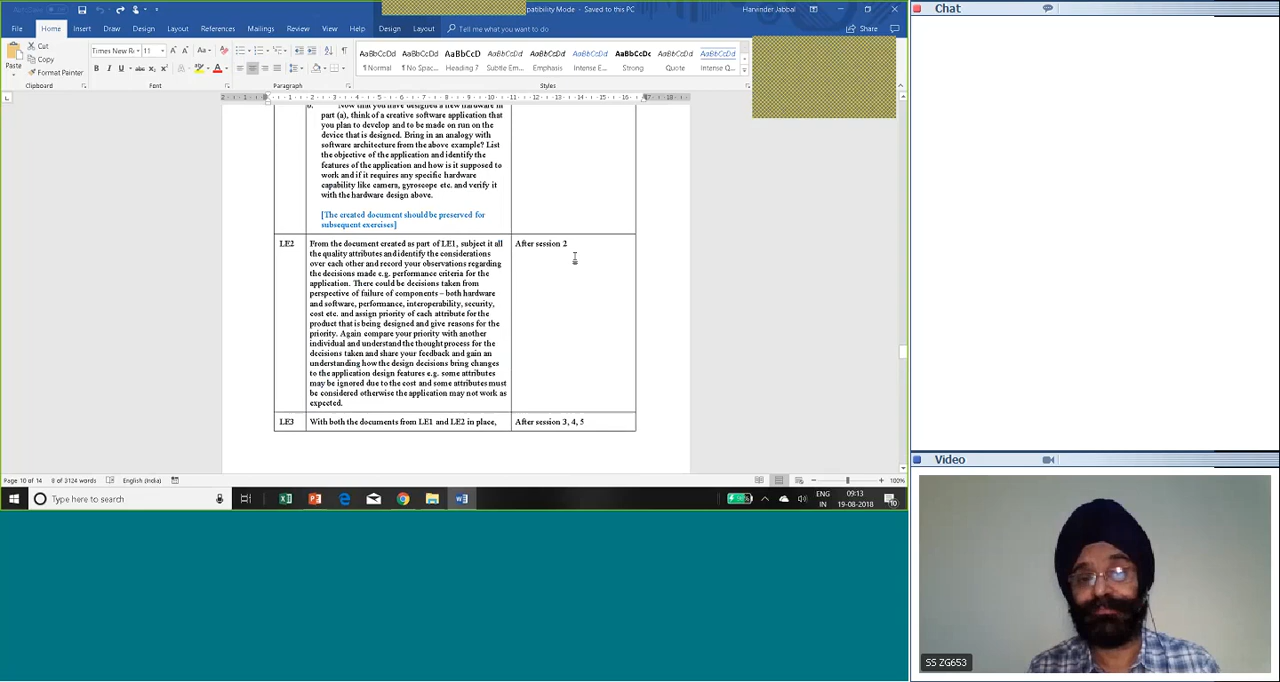 patibility Mode - Saved to this PC
Harvinder Jabbal
File Home Insert Draw Design Layout References Mailings Review View Help Design Layout Tell me what you want to do
Share
Paste
Cut
Copy
Format Painter
Clipboard
Times New R 11
B I U abc
Font
Paragraph
AaBbCcDd AaBbCcDd AaBbCcD AaBbCcDd AaBbCcDd AaBbCcDd AaBbCcDc AaBbCcDd AaBbCcDd
¶ Normal ¶ No Spac... Heading 7 Subtle Em... Emphasis Intense E... Strong Quote Intense Q...
Styles
Now that you have designed a new hardware in
part (a), think of a creative software application that
you plan to develop and to be made on run on the
device that is designed. Bring in an analogy with
software architecture from the above example? List
the objective of the application and identify the
features of the application and how is it supposed to
work and if it requires any specific hardware
capability like camera, gyroscope etc. and verify it
with the hardware design above.
[The created document should be preserved for
subsequent exercises]
LE2
From the document created as part of LE1, subject it all
the quality attributes and identify the considerations
over each other and record your observations regarding
the decisions made e.g. performance criteria for the
application. There could be decisions taken from
perspective of failure of components – both hardware
and software, performance, interoperability, security,
cost etc. and assign priority of each attribute for the
product that is being designed and give reasons for the
priority. Again compare your priority with another
individual and understand the thought process for the
decisions taken and share your feedback and gain an
understanding how the design decisions bring changes
to the application design features e.g. some attributes
may be ignored due to the cost and some attributes must
be considered otherwise the application may not work as
expected.
After session 2
LE3
With both the documents from LE1 and LE2 in place,
After session 3, 4, 5
Page 10 of 14 8 of 3124 words English (India)
100%
Type here to search
ENG
IN
09:13
19-08-2018
10
Chat
Video
SS ZG653